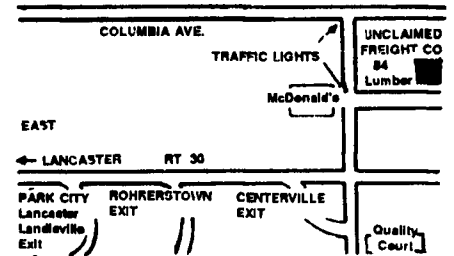 COLUMBIA AVE.
UNCLAIMED
FREIGHT CO
TRAFFIC LIGHTS
84
Lumber
McDonald's
EAST
LANCASTER RT 30
PARK CITY
Lancaster
Landisville
Exit
ROHRERSTOWN
EXIT
CENTERVILLE
EXIT
Quality
Court